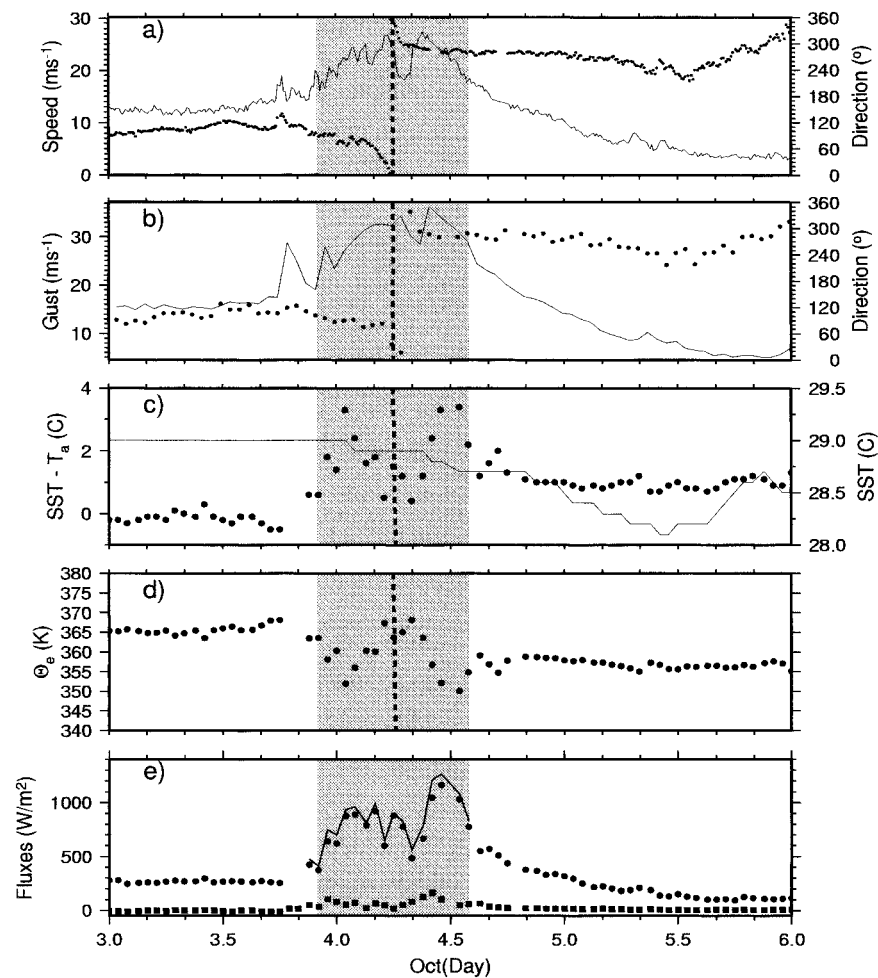 a)
Speed (ms⁻¹)
30
20
10
0
360
300
240
180
120
60
0
Direction (º)
b)
Gust (ms⁻¹)
30
20
10
360
300
240
180
120
60
0
Direction (º)
c)
SST - Tₐ (C)
4
2
0
29.5
29.0
28.5
28.0
SST (C)
d)
Θₑ (K)
380
375
370
365
360
355
350
345
340
e)
Fluxes (W/m²)
1000
500
0
3.0 3.5 4.0 4.5 5.0 5.5 6.0
Oct(Day)